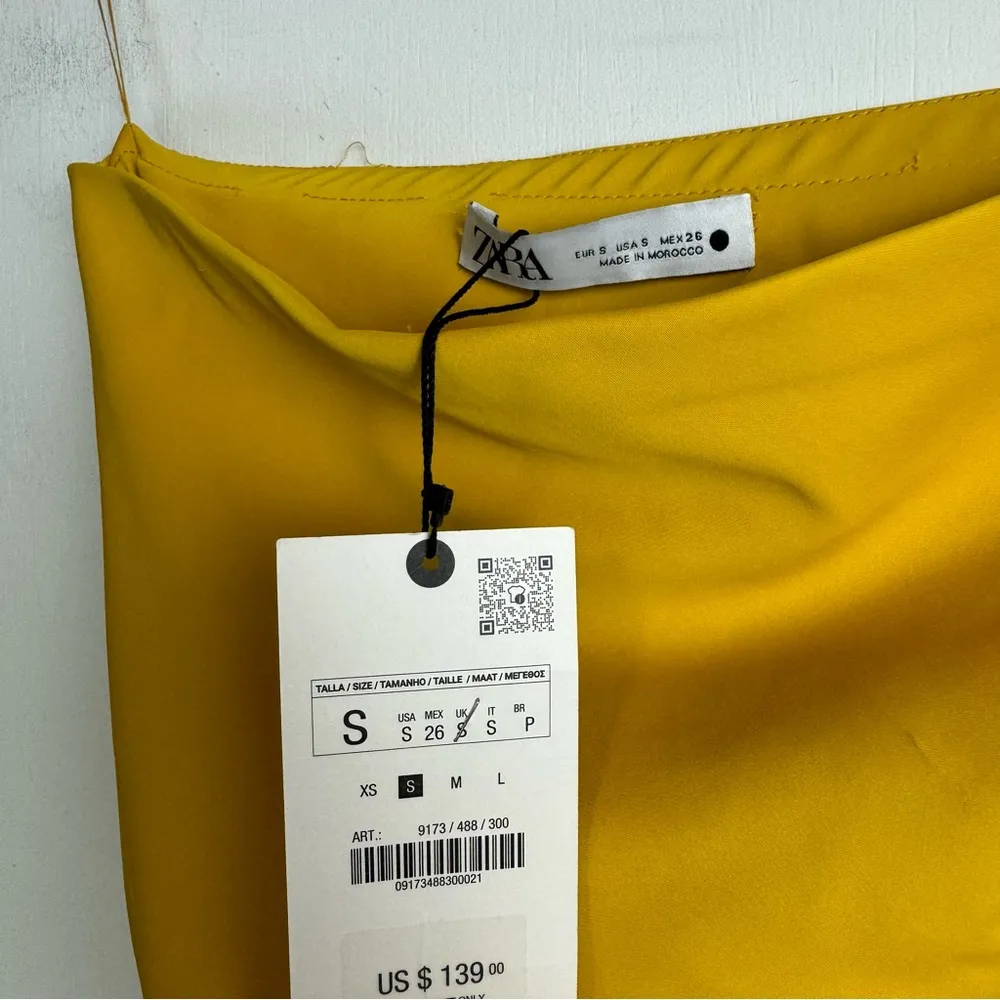 ZARA
EUR S USA S MEX 26
MADE IN MOROCCO
TALLA / SIZE / TAMANHO / TAILLE / MAAT / ΜΕΓΕΘΟΣ
S
USA MEX UK IT BR
S 26 S S P
XS S M L
ART.: 9173 / 488 / 300
09173488300021
US $ 139 00
ONLY